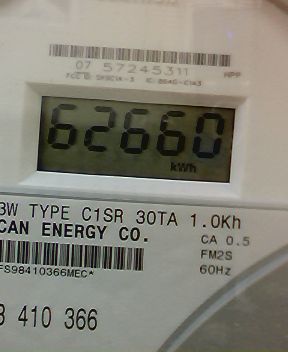 07 57245311
HPP
62660
kWh
3W TYPE C1SR 30TA 1.0Kh
CAN ENERGY CO.
CA 0.5
FM2S
60Hz
FS98410366MEC*
3 410 366